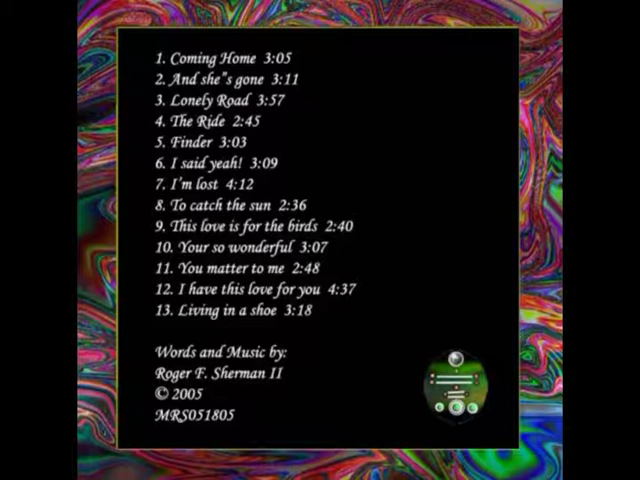 1. Coming Home 3:05
2. And she"s gone 3:11
3. Lonely Road 3:57
4. The Ride 2:45
5. Finder 3:03
6. I said yeah! 3:09
7. I'm lost 4:12
8. To catch the sun 2:36
9. This love is for the birds 2:40
10. Your so wonderful 3:07
11. You matter to me 2:48
12. I have this love for you 4:37
13. Living in a shoe 3:18
Words and Music by:
Roger F. Sherman II
© 2005
MRS051805